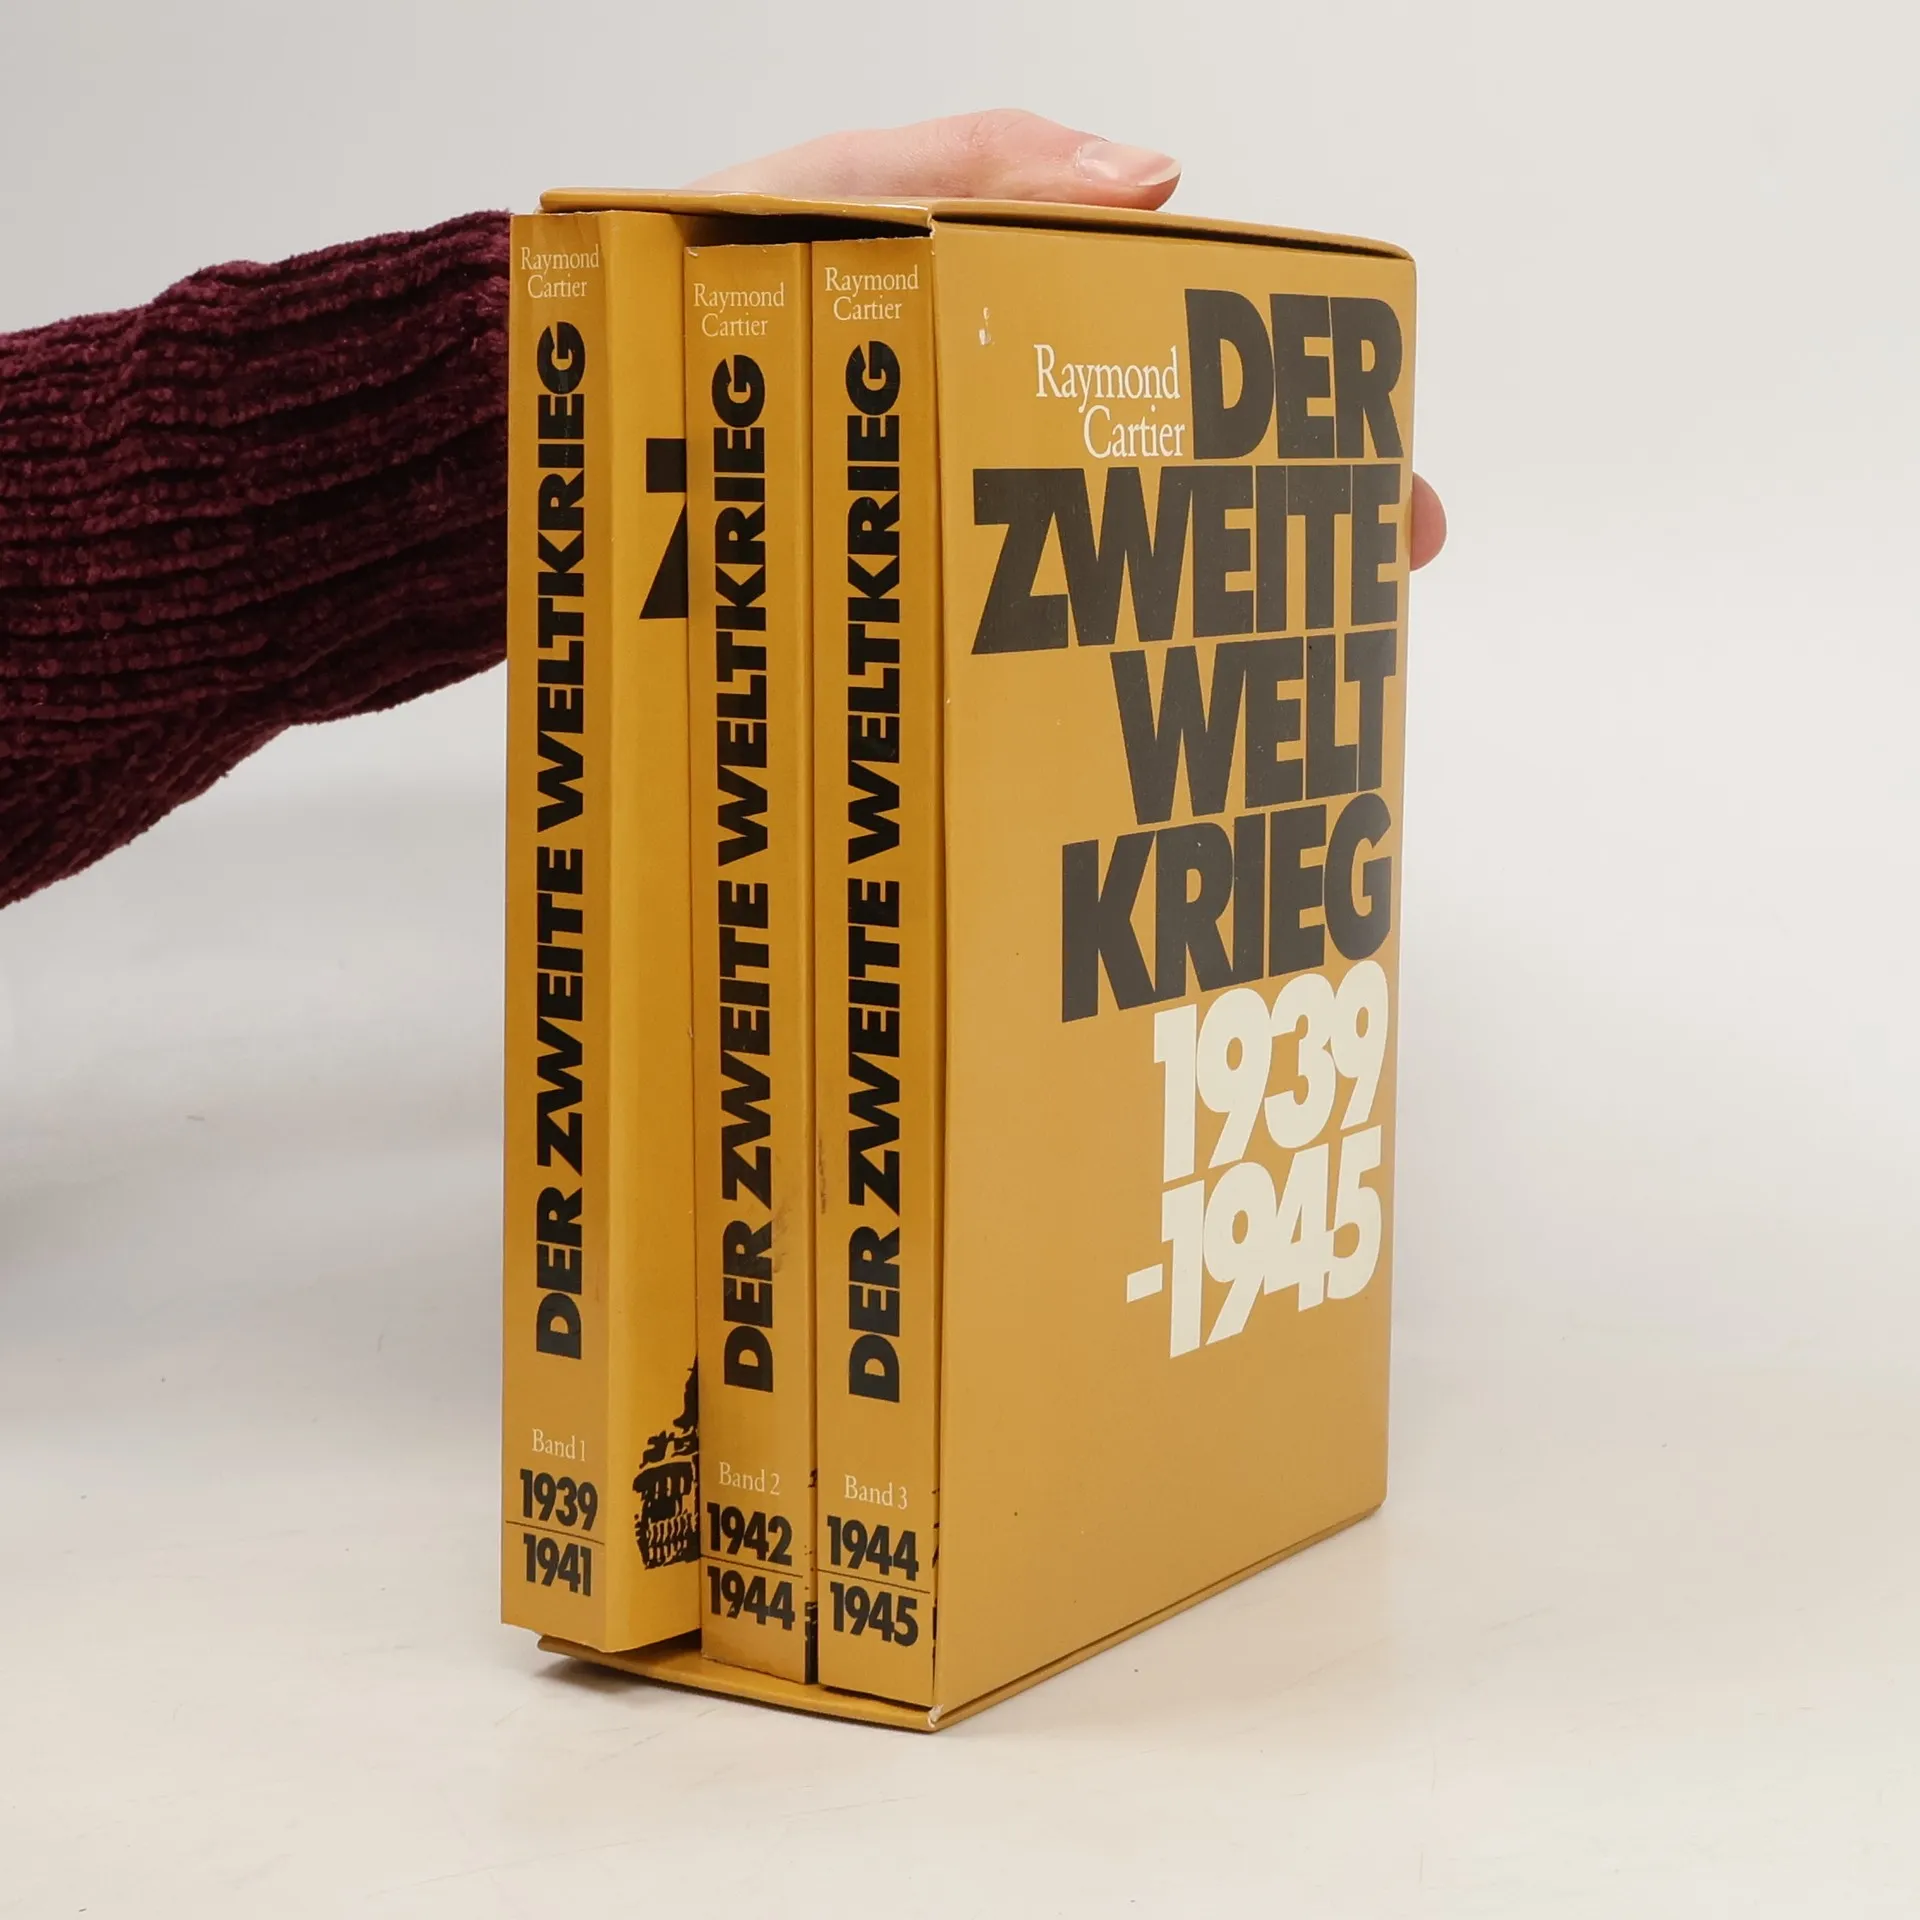 Raymond
Cartier
DER ZWEITE WELTKRIEG
Band 1
1939
1941
Z
Raymond
Cartier
DER ZWEITE WELTKRIEG
Band 2
1942
1944
Raymond
Cartier
DER ZWEITE WELTKRIEG
Band 3
1944
1945
Raymond
Cartier
DER
ZWEITE
WELT
KRIEG
1939
-1945